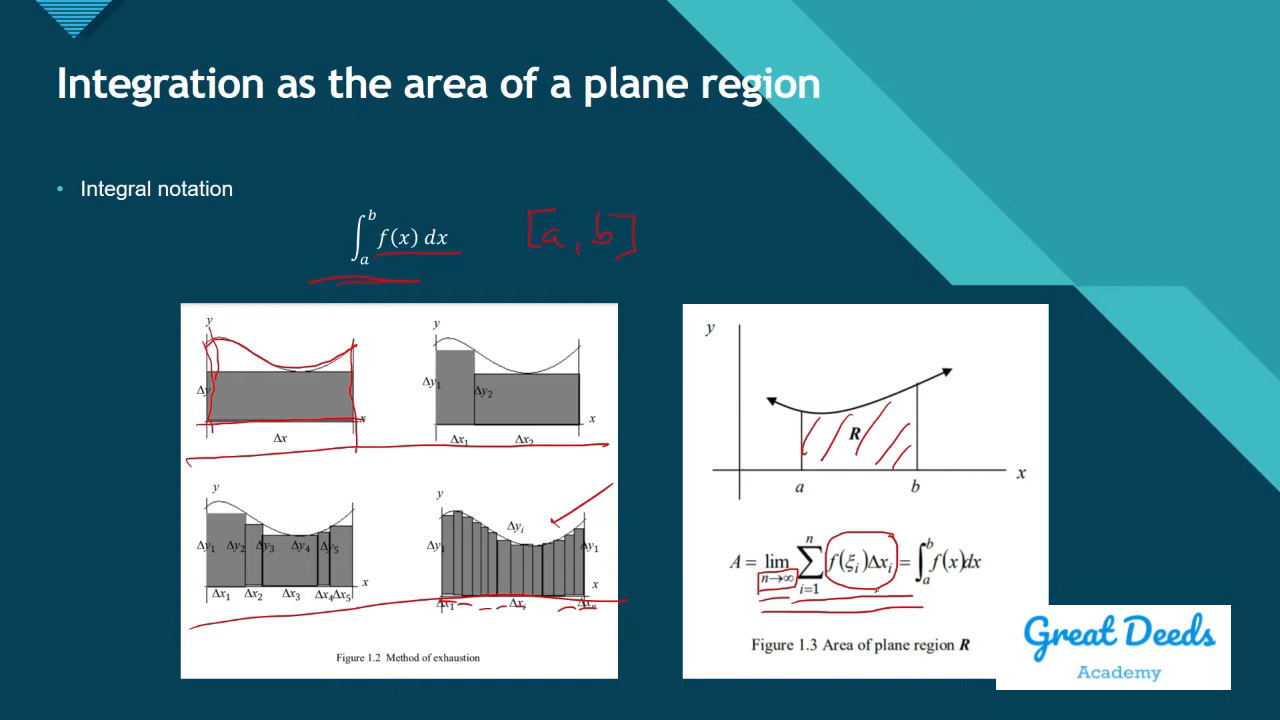 Integration as the area of a plane region
• Integral notation
∫ₐᵇ f(x) dx
[a, b]
y
Δy
x
Δx
y
Δy₁
Δy₂
x
Δx₁ Δx₂
y
Δy₁ Δy₂ Δy₃ Δy₄ Δy₅
x
Δx₁ Δx₂ Δx₃ Δx₄ Δx₅
y
Δyᵢ
Δy₁ Δy₁
x
Δx₁ Δxᵢ Δxₙ
Figure 1.2 Method of exhaustion
y
R
x
a b
A = lim n→∞ ∑ i=1 n f(ξᵢ)Δxᵢ = ∫ₐᵇ f(x)dx
Figure 1.3 Area of plane region R
Great Deeds
Academy